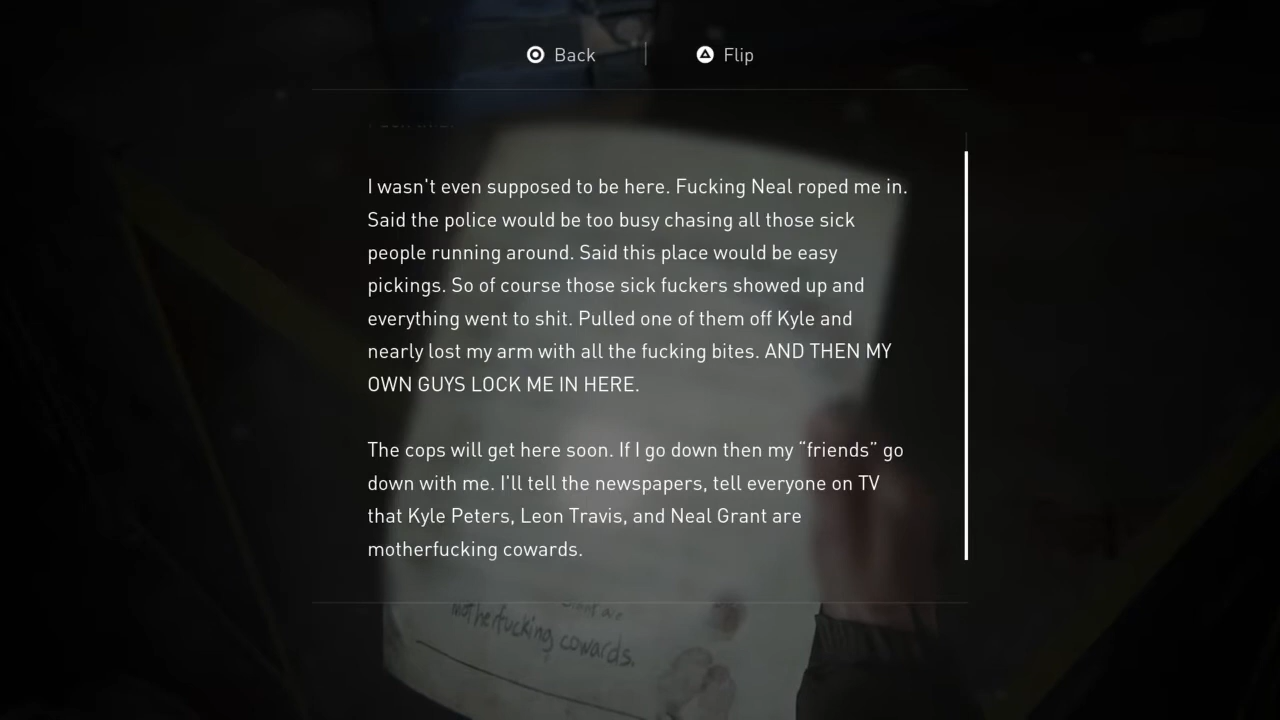 Back
Flip
I wasn't even supposed to be here. Fucking Neal roped me in.
Said the police would be too busy chasing all those sick
people running around. Said this place would be easy
pickings. So of course those sick fuckers showed up and
everything went to shit. Pulled one of them off Kyle and
nearly lost my arm with all the fucking bites. AND THEN MY
OWN GUYS LOCK ME IN HERE.
The cops will get here soon. If I go down then my “friends” go
down with me. I'll tell the newspapers, tell everyone on TV
that Kyle Peters, Leon Travis, and Neal Grant are
motherfucking cowards.
motherfucking cowards.